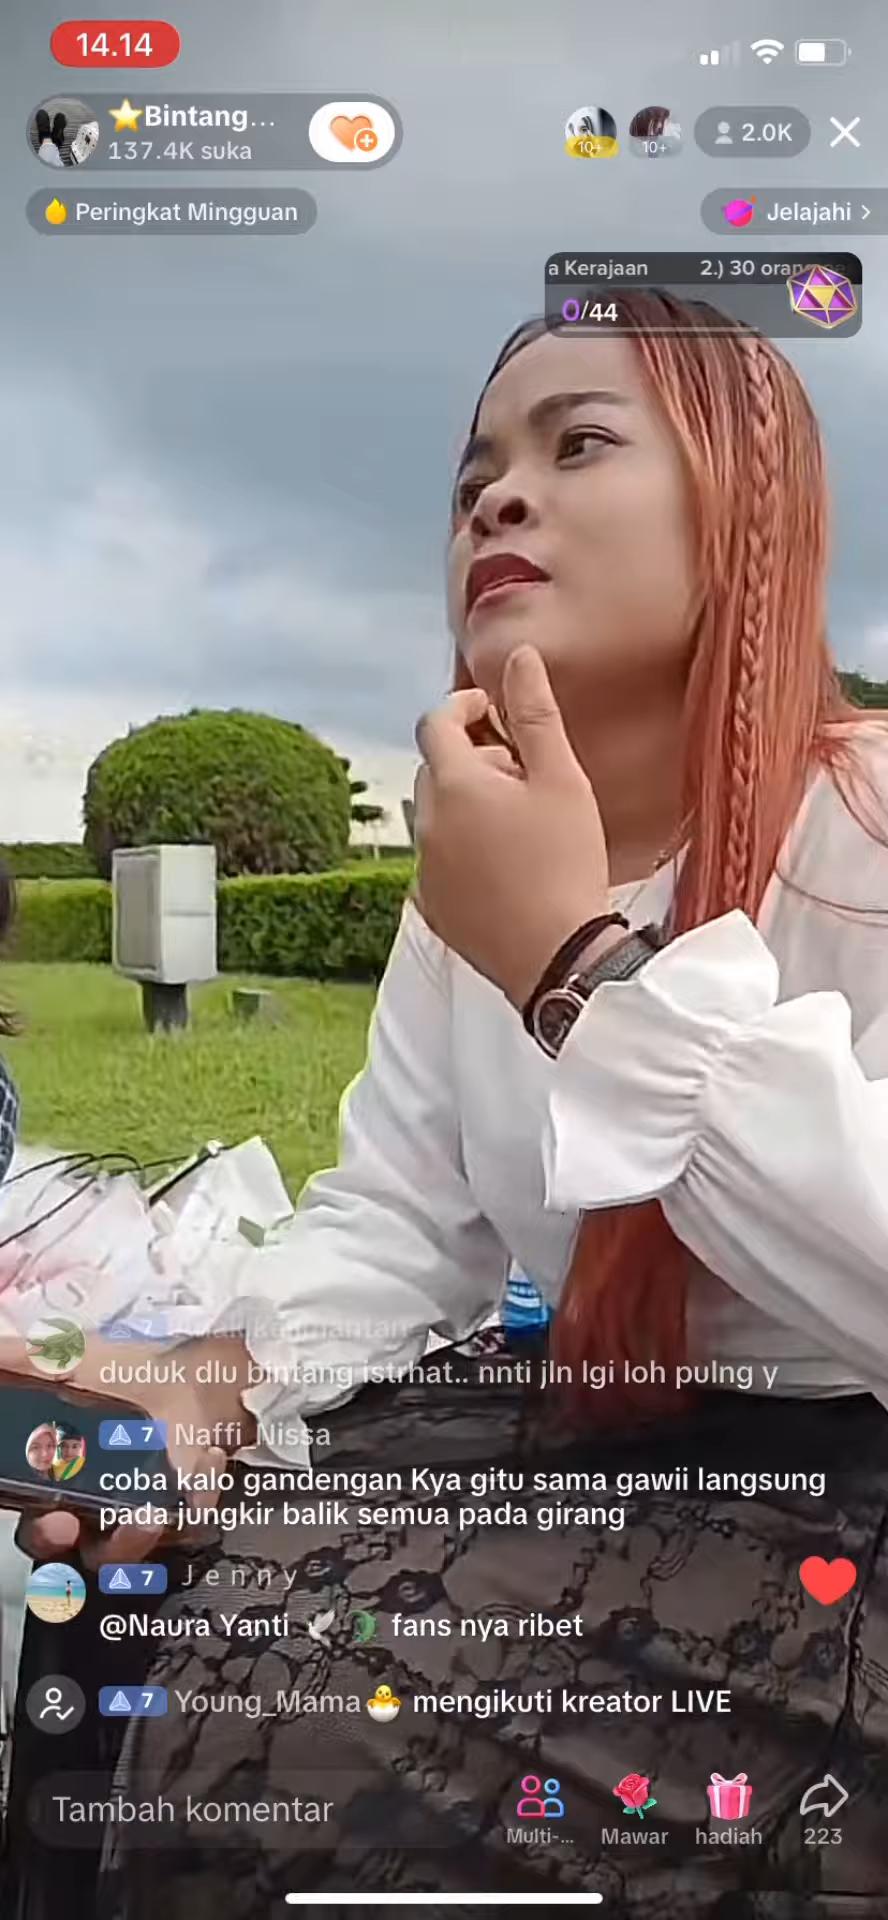 14.14
⭐Bintang...
137.4K suka
10+
10+
2.0K
Peringkat Mingguan
Jelajahi >
a Kerajaan 2.) 30 orang
0/44
7
duduk dlu bintang istrhat.. nnti jln lgi loh pulng y
7 Naffi_Nissa
coba kalo gandengan Kya gitu sama gawii langsung
pada jungkir balik semua pada girang
7 J e n n y
@Naura Yanti 🕊️🐊 fans nya ribet
7 Young_Mama🐣 mengikuti kreator LIVE
Tambah komentar
Multi-...
Mawar
hadiah
223